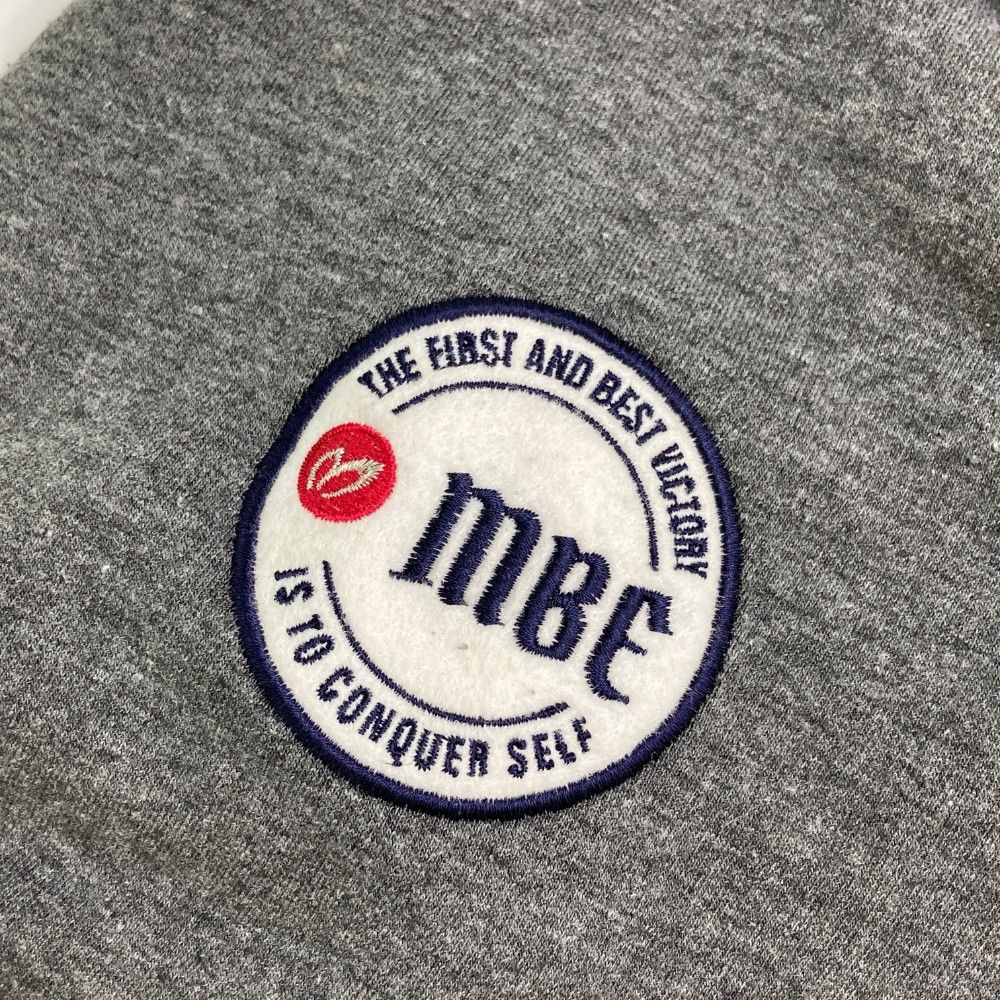 THE FIRST AND BEST VICTORY
MBE
IS TO CONQUER SELF